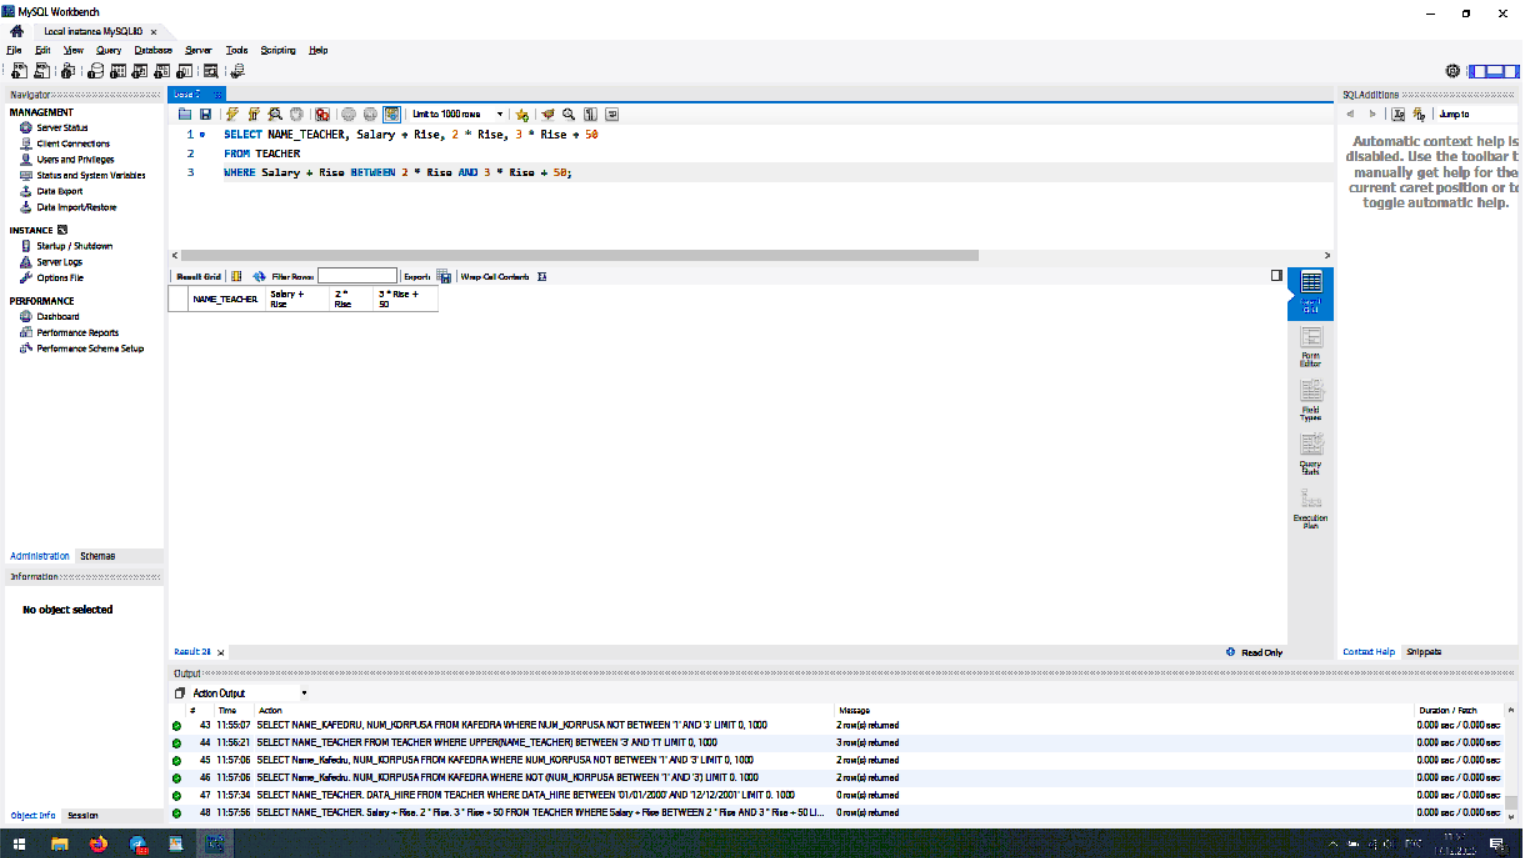 MySQL Workbench
Local instance MySQL80 ×
File Edit View Query Database Server Tools Scripting Help
Navigator
MANAGEMENT
Server Status
Client Connections
Users and Privileges
Status and System Variables
Data Export
Data Import/Restore
INSTANCE
Startup / Shutdown
Server Logs
Options File
PERFORMANCE
Dashboard
Performance Reports
Performance Schema Setup
Administration Schemas
Information
No object selected
Object Info Session
Limit to 1000 rows
1 SELECT NAME_TEACHER, Salary + Rise, 2 * Rise, 3 * Rise + 50
2 FROM TEACHER
3 WHERE Salary + Rise BETWEEN 2 * Rise AND 3 * Rise + 50;
Result Grid Filter Rows: Export: Wrap Cell Content:
NAME_TEACHER Salary + Rise 2 * Rise 3 * Rise + 50
Form Editor
Field Types
Query Stats
Execution Plan
Result 28 ×
Read Only
SQLAdditions
Jump to
Automatic context help is
disabled. Use the toolbar t
manually get help for the
current caret position or to
toggle automatic help.
Context Help Snippets
Output
Action Output
# Time Action Message Duration / Fetch
43 11:55:07 SELECT NAME_KAFEDRU, NUM_KORPUSA FROM KAFEDRA WHERE NUM_KORPUSA NOT BETWEEN '1' AND '3' LIMIT 0, 1000 2 row(s) returned 0.000 sec / 0.000 sec
44 11:56:21 SELECT NAME_TEACHER FROM TEACHER WHERE UPPER(NAME_TEACHER) BETWEEN LIMIT 0, 1000 3 row(s) returned 0.000 sec / 0.000 sec
45 11:57:06 SELECT Name_Kafedru, NUM_KORPUSA FROM KAFEDRA WHERE NUM_KORPUSA NOT BETWEEN '1' AND '3' LIMIT 0, 1000 2 row(s) returned 0.000 sec / 0.000 sec
46 11:57:06 SELECT Name_Kafedru, NUM_KORPUSA FROM KAFEDRA WHERE NOT (NUM_KORPUSA BETWEEN '1' AND '3') LIMIT 0, 1000 2 row(s) returned 0.000 sec / 0.000 sec
47 11:57:34 SELECT NAME_TEACHER, DATA_HIRE FROM TEACHER WHERE DATA_HIRE BETWEEN '01/01/2000' AND '12/12/2001' LIMIT 0, 1000 0 row(s) returned 0.000 sec / 0.000 sec
48 11:57:56 SELECT NAME_TEACHER, Salary + Rise, 2 * Rise, 3 * Rise + 50 FROM TEACHER WHERE Salary + Rise BETWEEN 2 * Rise AND 3 * Rise + 50 LI... 0 row(s) returned 0.000 sec / 0.000 sec